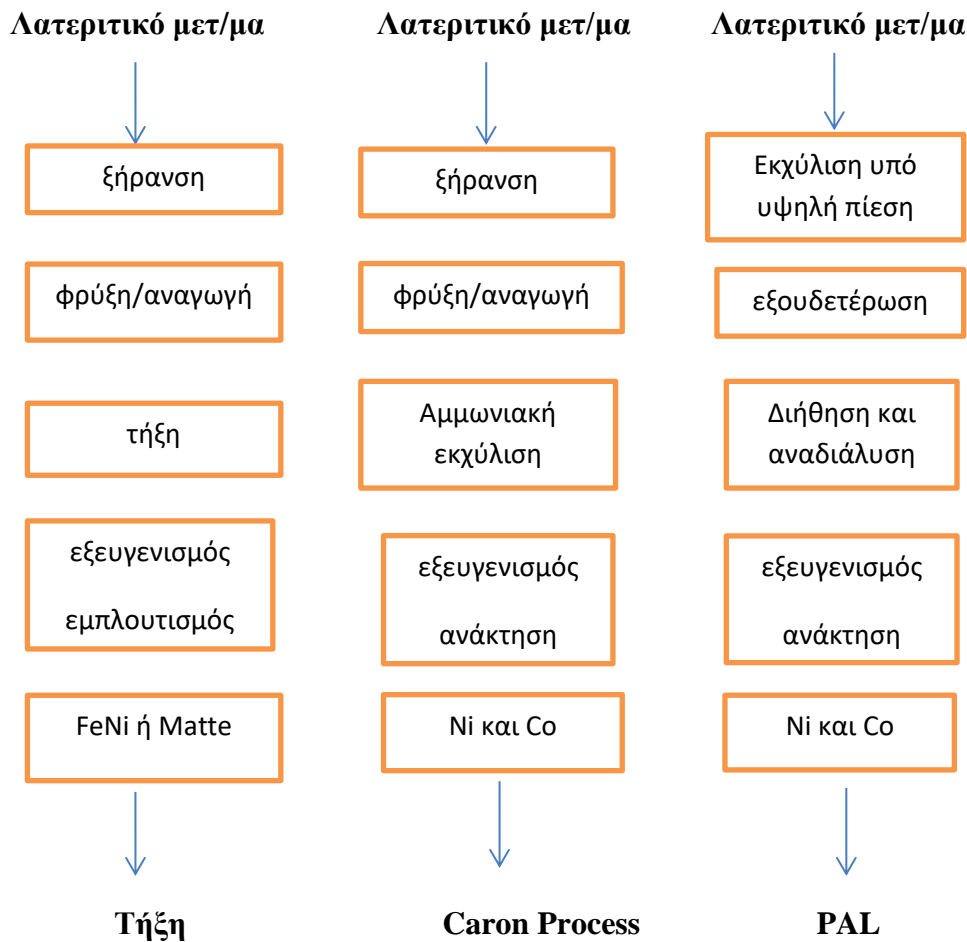 Λατεριτικό μετ/μα
ξήρανση
φρύξη/αναγωγή
τήξη
εξευγενισμός
εμπλουτισμός
FeNi ή Matte
Τήξη
Λατεριτικό μετ/μα
ξήρανση
φρύξη/αναγωγή
Αμμωνιακή
εκχύλιση
εξευγενισμός
ανάκτηση
Ni και Co
Caron Process
Λατεριτικό μετ/μα
Εκχύλιση υπό
υψηλή πίεση
εξουδετέρωση
Διήθηση και
αναδιάλυση
εξευγενισμός
ανάκτηση
Ni και Co
PAL